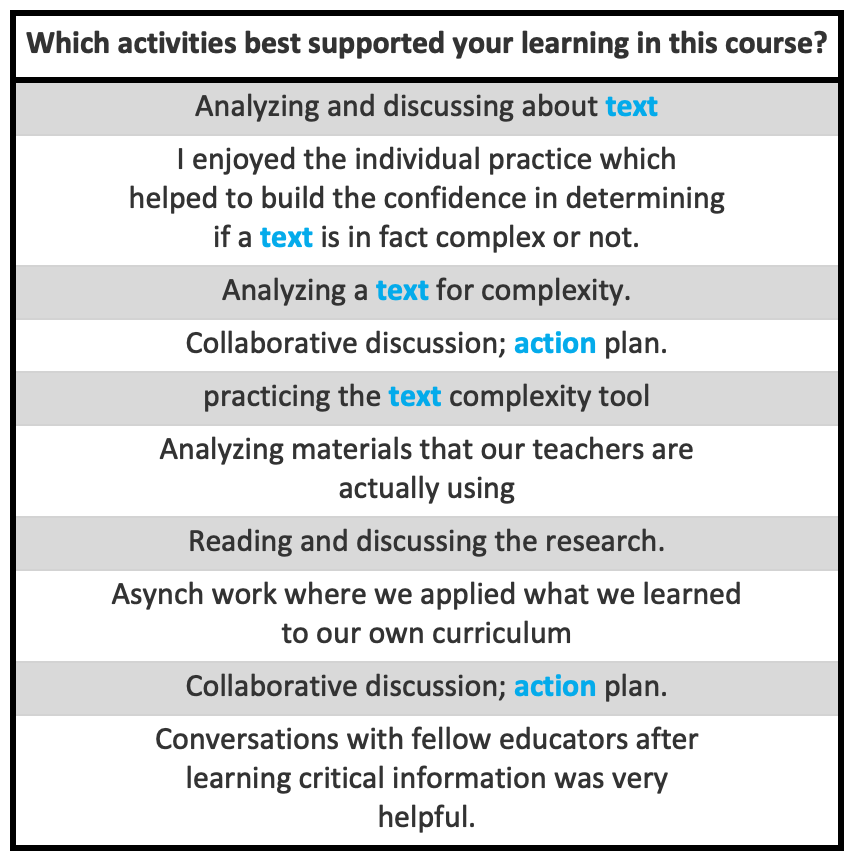 Which activities best supported your learning in this course?
Analyzing and discussing about text
I enjoyed the individual practice which
helped to build the confidence in determining
if a text is in fact complex or not.
Analyzing a text for complexity.
Collaborative discussion; action plan.
practicing the text complexity tool
Analyzing materials that our teachers are
actually using
Reading and discussing the research.
Asynch work where we applied what we learned
to our own curriculum
Collaborative discussion; action plan.
Conversations with fellow educators after
learning critical information was very
helpful.